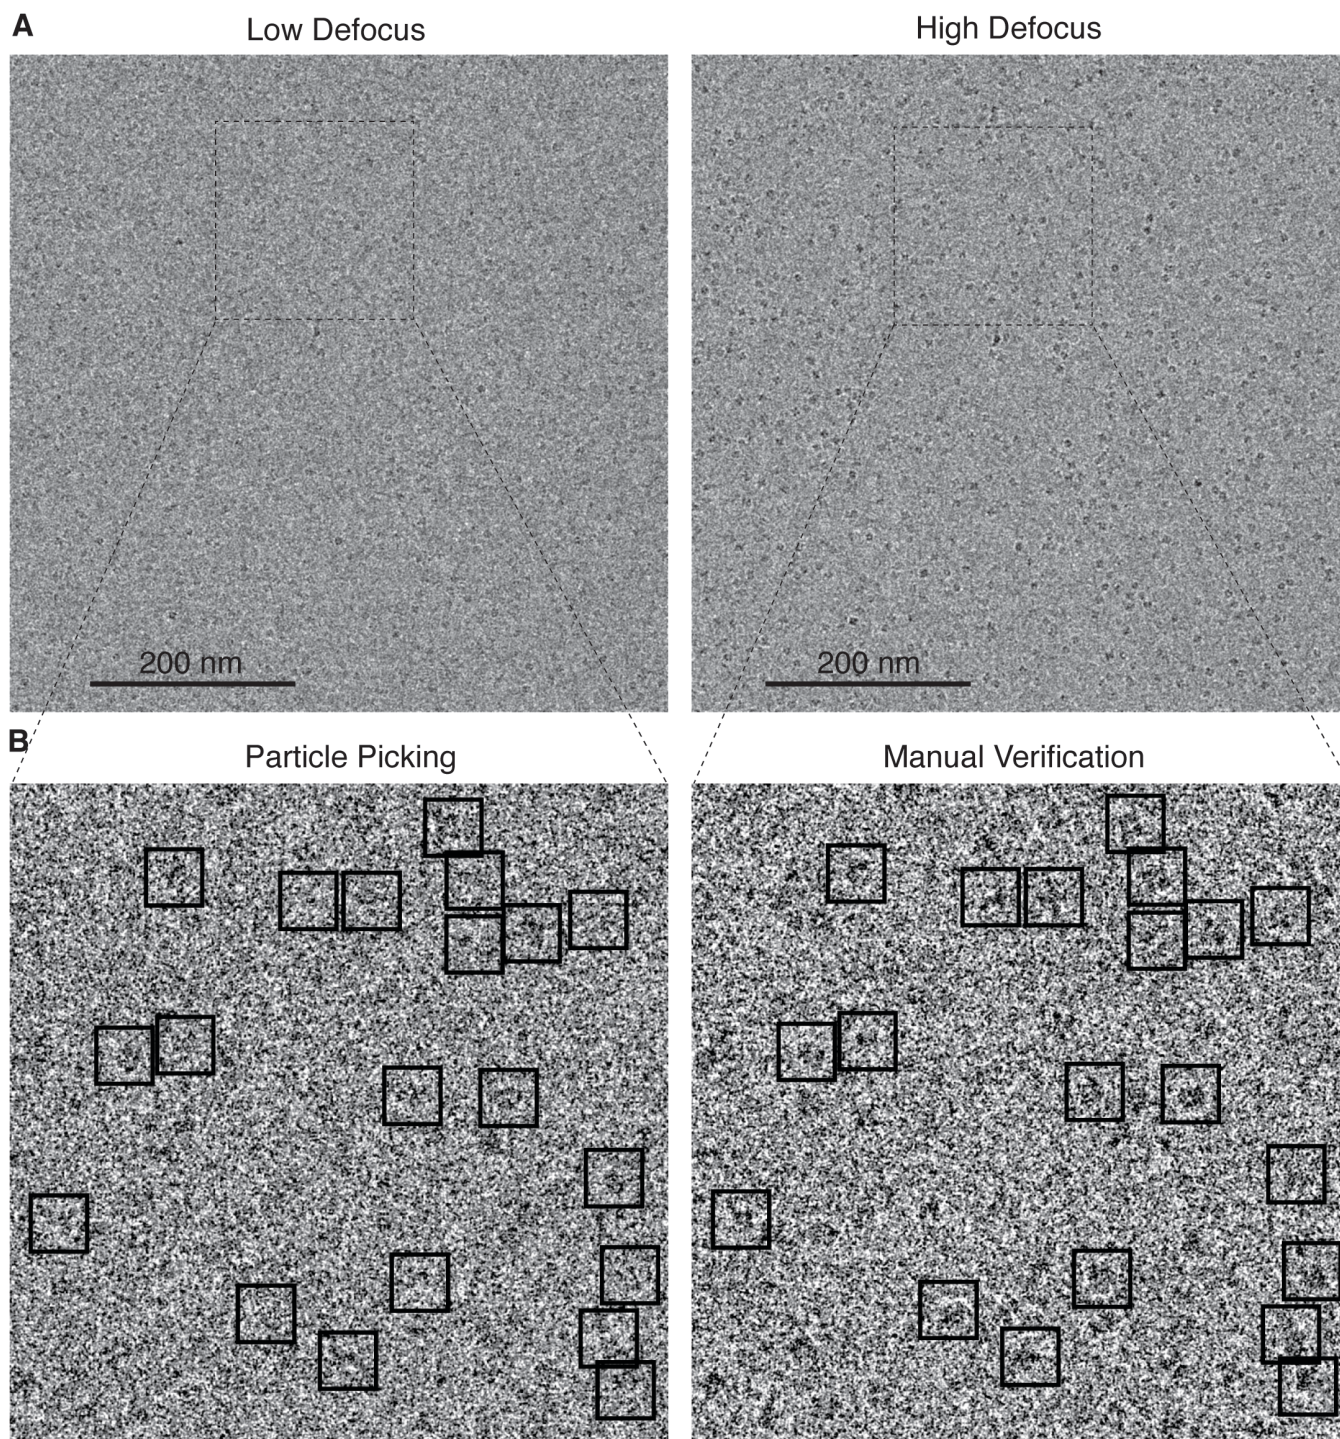 A
Low Defocus
High Defocus
200 nm
200 nm
B
Particle Picking
Manual Verification